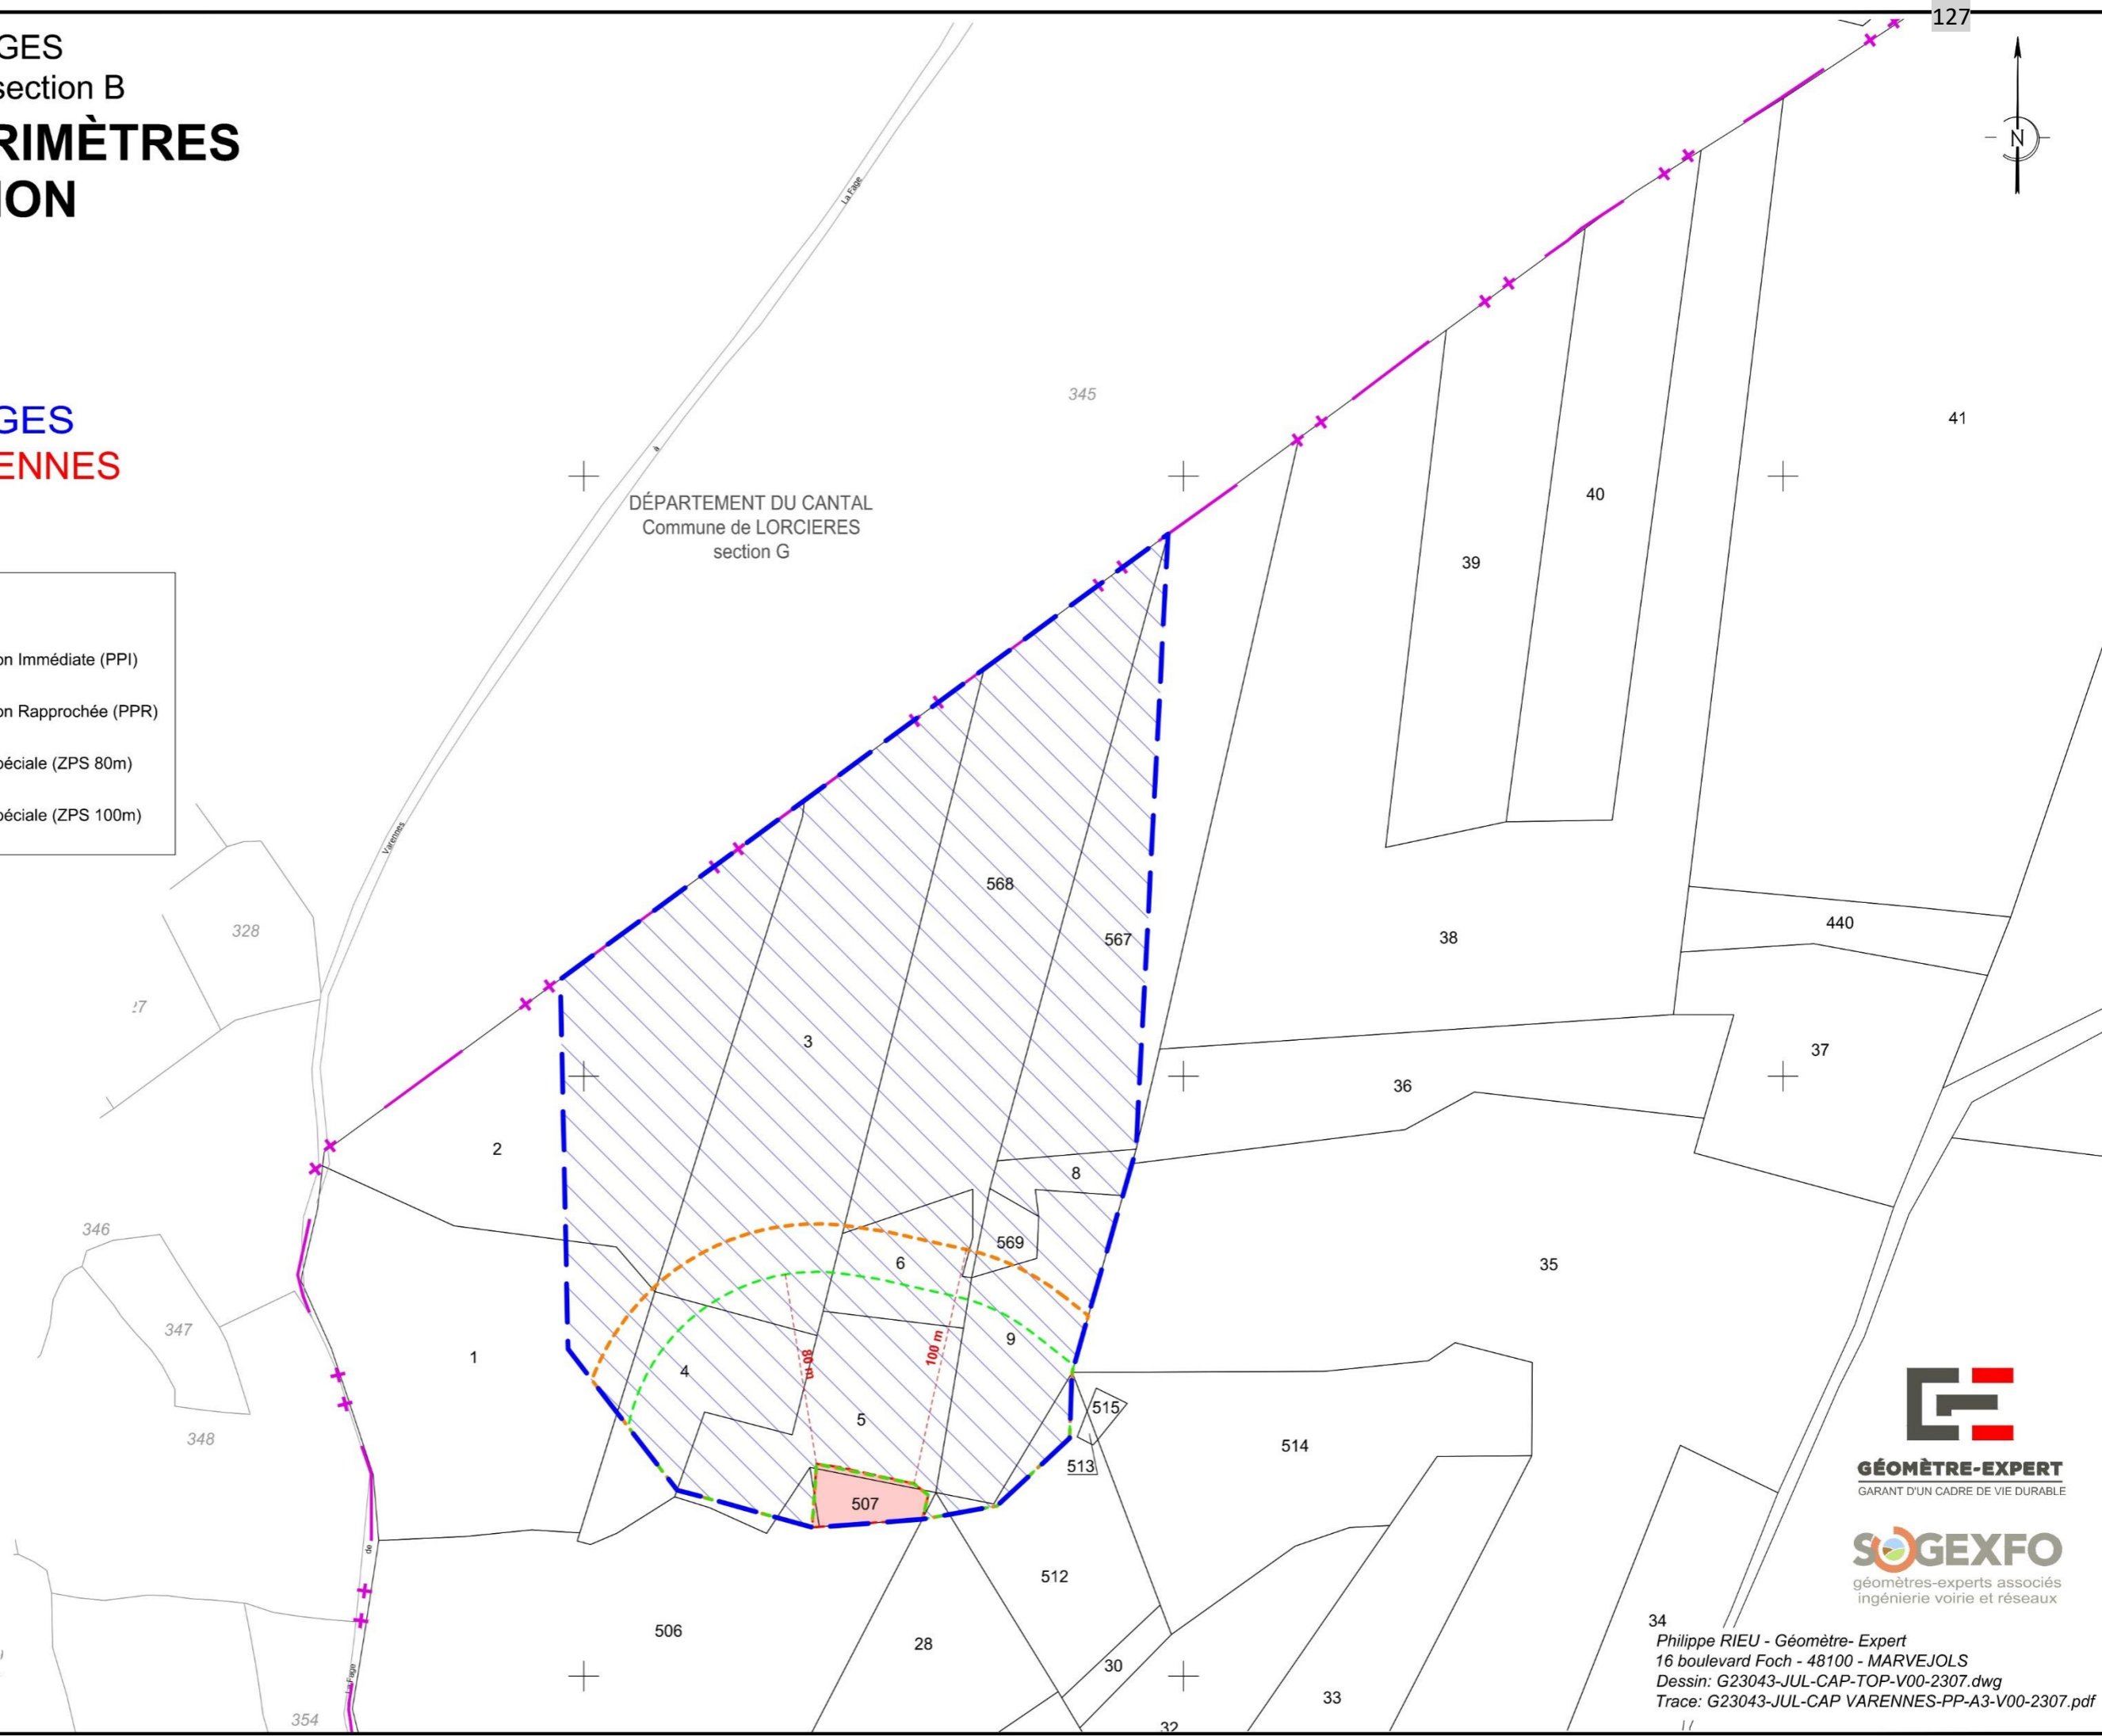 127
GES
section B
RIMÈTRES
ION
GES
ENNES
on Immédiate (PPI)
on Rapprochée (PPR)
péciale (ZPS 80m)
péciale (ZPS 100m)
N
La Fage
à
Varennes
DÉPARTEMENT DU CANTAL
Commune de LORCIERES
section G
345
41
40
39
38
440
37
36
35
568
567
3
2
8
569
6
9
4
5
1
80 m
100 m
507
515
513
514
512
506
28
30
32
33
34
328
27
346
347
348
354
de
La Fage
GÉOMÈTRE-EXPERT
GARANT D'UN CADRE DE VIE DURABLE
SOGEXFO
géomètres-experts associés
ingénierie voirie et réseaux
Philippe RIEU - Géomètre- Expert
16 boulevard Foch - 48100 - MARVEJOLS
Dessin: G23043-JUL-CAP-TOP-V00-2307.dwg
Trace: G23043-JUL-CAP VARENNES-PP-A3-V00-2307.pdf